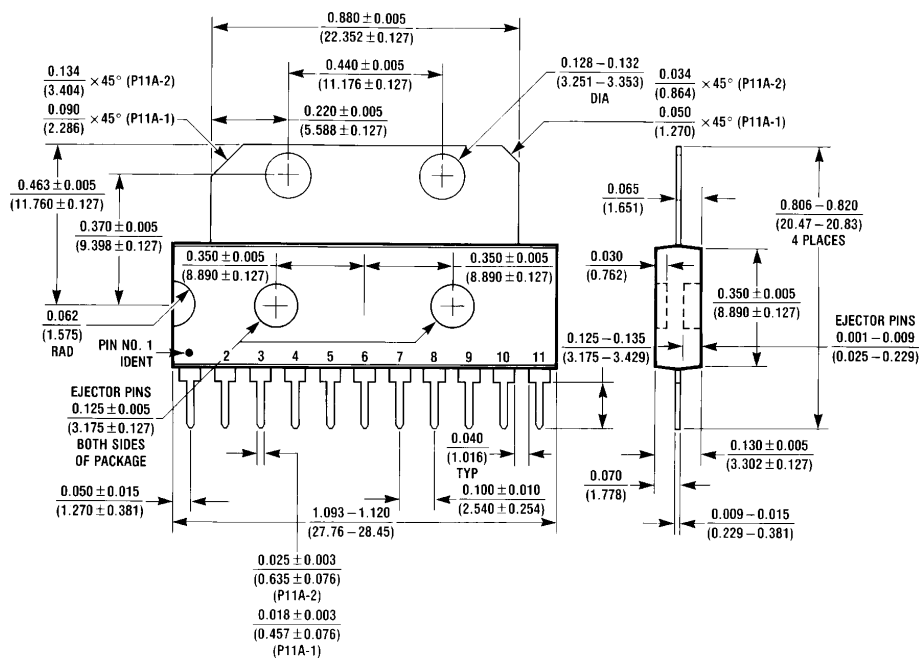 0.880 ± 0.005
(22.352 ± 0.127)
0.134
(3.404) × 45° (P11A-2)
0.090
(2.286) × 45° (P11A-1)
0.440 ± 0.005
(11.176 ± 0.127)
0.220 ± 0.005
(5.588 ± 0.127)
0.128 – 0.132
(3.251 – 3.353)
DIA
0.034
(0.864) × 45° (P11A-2)
0.050
(1.270) × 45° (P11A-1)
0.463 ± 0.005
(11.760 ± 0.127)
0.370 ± 0.005
(9.398 ± 0.127)
0.065
(1.651)
0.806 – 0.820
(20.47 – 20.83)
4 PLACES
0.350 ± 0.005
(8.890 ± 0.127)
0.350 ± 0.005
(8.890 ± 0.127)
0.030
(0.762)
0.350 ± 0.005
(8.890 ± 0.127)
0.062
(1.575)
RAD
PIN NO. 1
IDENT
2 3 4 5 6 7 8 9 10 11
0.125 – 0.135
(3.175 – 3.429)
EJECTOR PINS
0.001 – 0.009
(0.025 – 0.229)
EJECTOR PINS
0.125 ± 0.005
(3.175 ± 0.127)
BOTH SIDES
OF PACKAGE
0.040
(1.016)
TYP
0.130 ± 0.005
(3.302 ± 0.127)
0.070
(1.778)
0.050 ± 0.015
(1.270 ± 0.381)
0.100 ± 0.010
(2.540 ± 0.254)
1.093 – 1.120
(27.76 – 28.45)
0.009 – 0.015
(0.229 – 0.381)
0.025 ± 0.003
(0.635 ± 0.076)
(P11A-2)
0.018 ± 0.003
(0.457 ± 0.076)
(P11A-1)